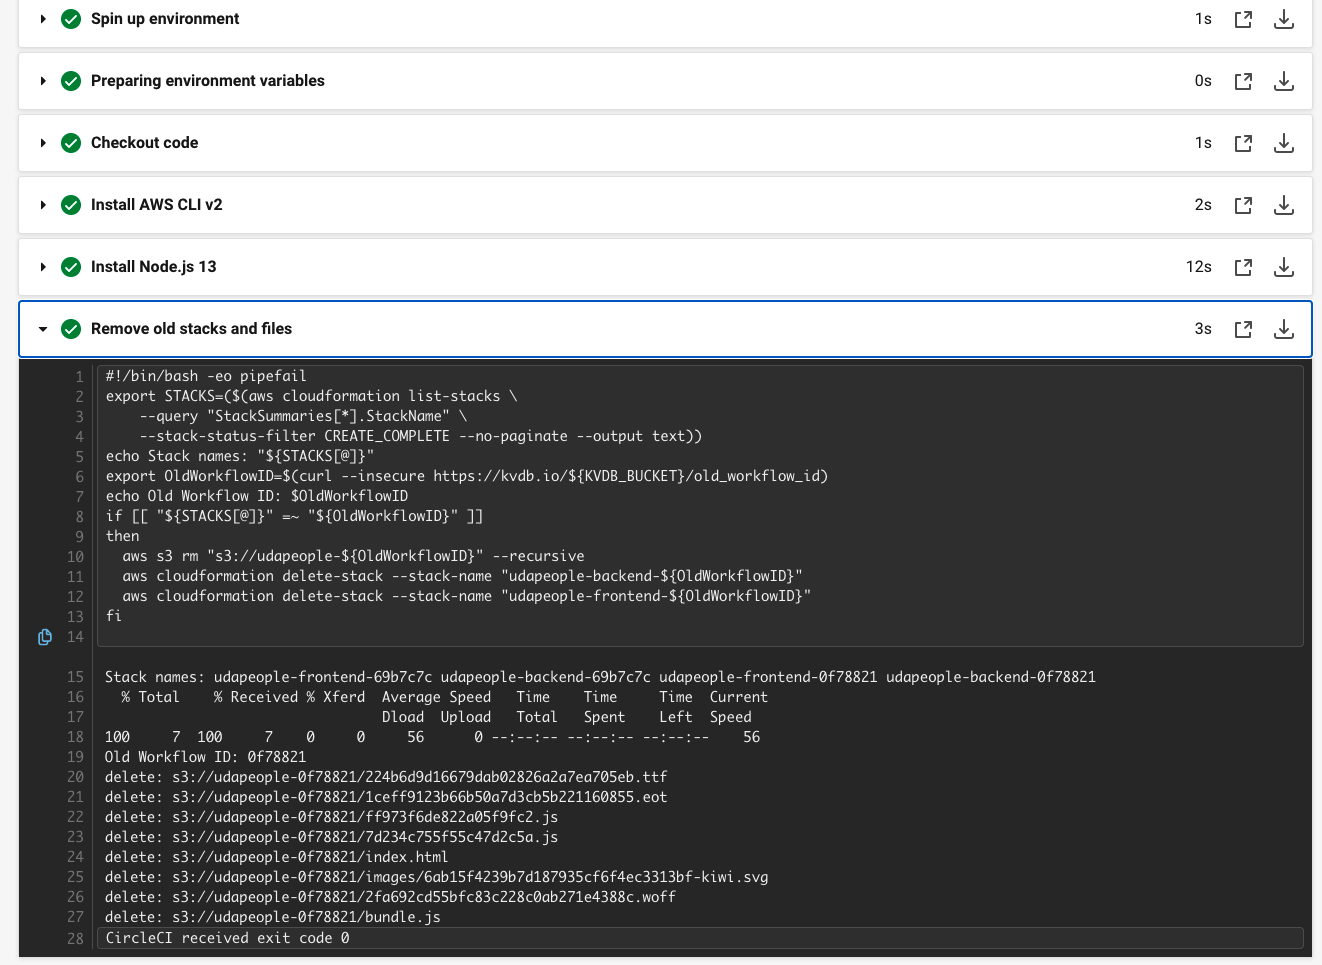 Spin up environment 1s
Preparing environment variables 0s
Checkout code 1s
Install AWS CLI v2 2s
Install Node.js 13 12s
Remove old stacks and files 3s
1 #!/bin/bash -eo pipefail
2 export STACKS=($(aws cloudformation list-stacks \
3 --query "StackSummaries[*].StackName" \
4 --stack-status-filter CREATE_COMPLETE --no-paginate --output text))
5 echo Stack names: "${STACKS[@]}"
6 export OldWorkflowID=$(curl --insecure https://kvdb.io/${KVDB_BUCKET}/old_workflow_id)
7 echo Old Workflow ID: $OldWorkflowID
8 if [[ "${STACKS[@]}" =~ "${OldWorkflowID}" ]]
9 then
10 aws s3 rm "s3://udapeople-${OldWorkflowID}" --recursive
11 aws cloudformation delete-stack --stack-name "udapeople-backend-${OldWorkflowID}"
12 aws cloudformation delete-stack --stack-name "udapeople-frontend-${OldWorkflowID}"
13 fi
14
15 Stack names: udapeople-frontend-69b7c7c udapeople-backend-69b7c7c udapeople-frontend-0f78821 udapeople-backend-0f78821
16 % Total % Received % Xferd Average Speed Time Time Time Current
17 Dload Upload Total Spent Left Speed
18 100 7 100 7 0 0 56 0 --:--:-- --:--:-- --:--:-- 56
19 Old Workflow ID: 0f78821
20 delete: s3://udapeople-0f78821/224b6d9d16679dab02826a2a7ea705eb.ttf
21 delete: s3://udapeople-0f78821/1ceff9123b66b50a7d3cb5b221160855.eot
22 delete: s3://udapeople-0f78821/ff973f6de822a05f9fc2.js
23 delete: s3://udapeople-0f78821/7d234c755f55c47d2c5a.js
24 delete: s3://udapeople-0f78821/index.html
25 delete: s3://udapeople-0f78821/images/6ab15f4239b7d187935cf6f4ec3313bf-kiwi.svg
26 delete: s3://udapeople-0f78821/2fa692cd55bfc83c228c0ab271e4388c.woff
27 delete: s3://udapeople-0f78821/bundle.js
28 CircleCI received exit code 0